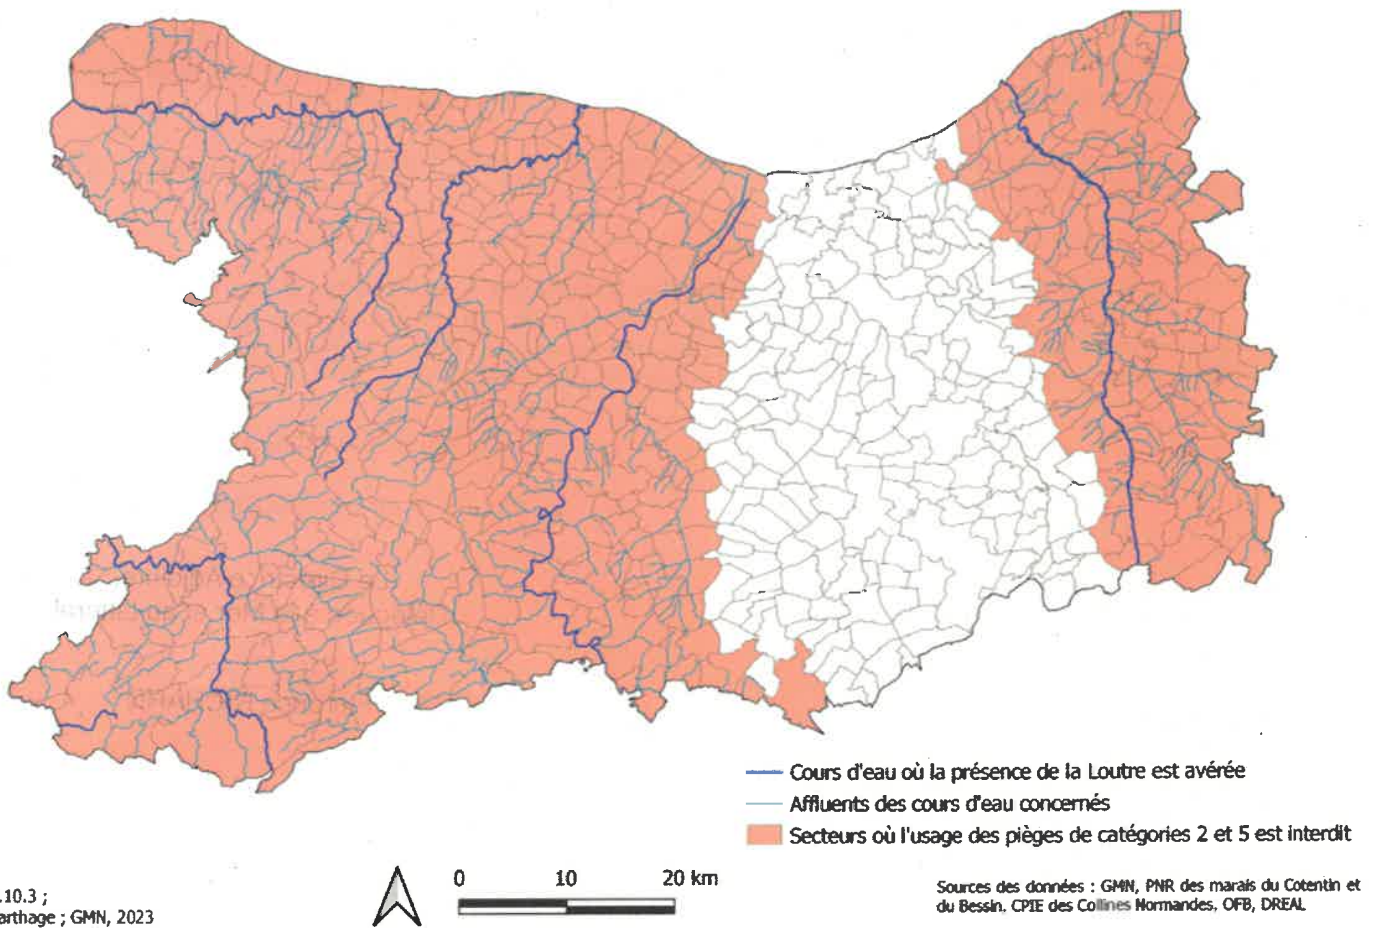 Cours d'eau où la présence de la Loutre est avérée
Affluents des cours d'eau concernés
Secteurs où l'usage des pièges de catégories 2 et 5 est interdit
0 10 20 km
.10.3 ;
arthage ; GMN, 2023
Sources des données : GMN, PNR des marais du Cotentin et
du Bessin, CPIE des Collines Normandes, OFB, DREAL